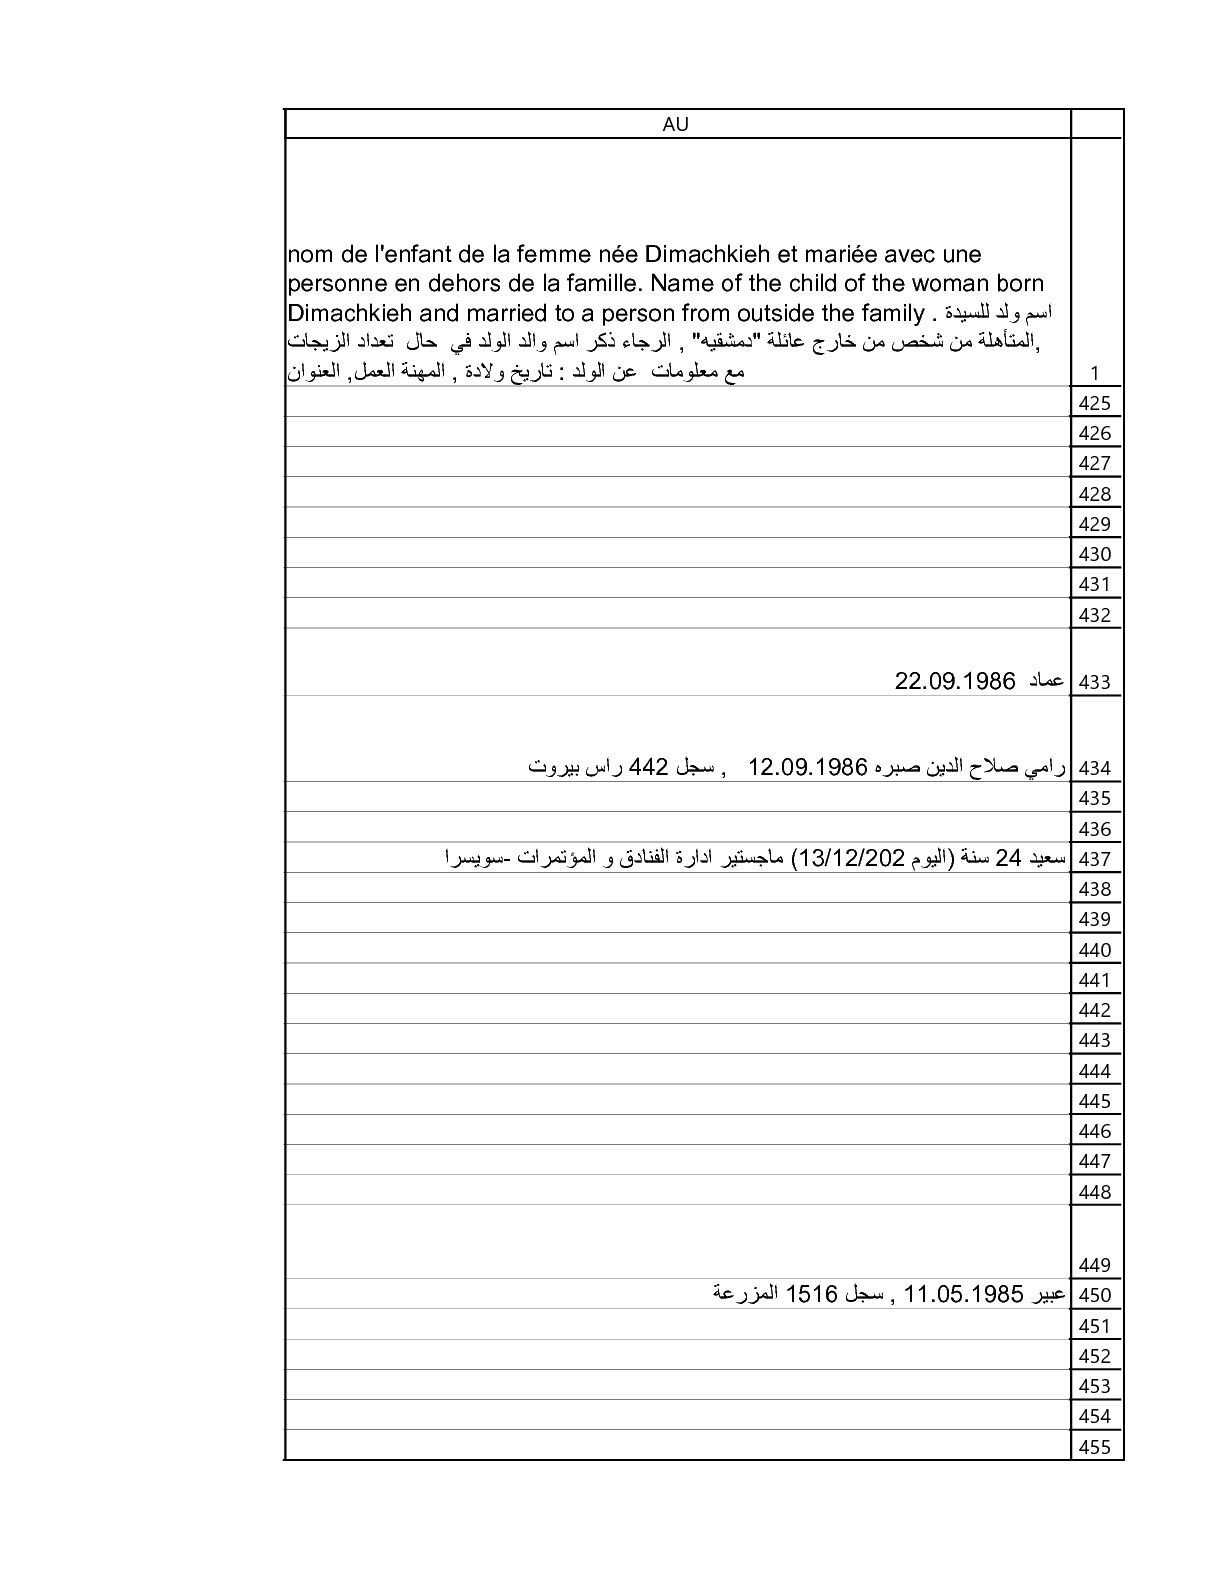 AU
nom de l'enfant de la femme née Dimachkieh et mariée avec une
personne en dehors de la famille. Name of the child of the woman born
Dimachkieh and married to a person from outside the family . اسم ولد للسيدة
المتأهلة من شخص من خارج عائلة "دمشقيه" , الرجاء ذكر اسم والد الولد في حال تعداد الزيجات,
مع معلومات عن الولد : تاريخ ولادة , المهنة العمل, العنوان
1
425
426
427
428
429
430
431
432
433 عماد 22.09.1986
434 رامي صلاح الدين صبره 12.09.1986 , سجل 442 راس بيروت
435
436
437 سعيد 24 سنة (اليوم 13/12/202) ماجستير ادارة الفنادق و المؤتمرات -سويسرا
438
439
440
441
442
443
444
445
446
447
448
449
450 عبير 11.05.1985 , سجل 1516 المزرعة
451
452
453
454
455